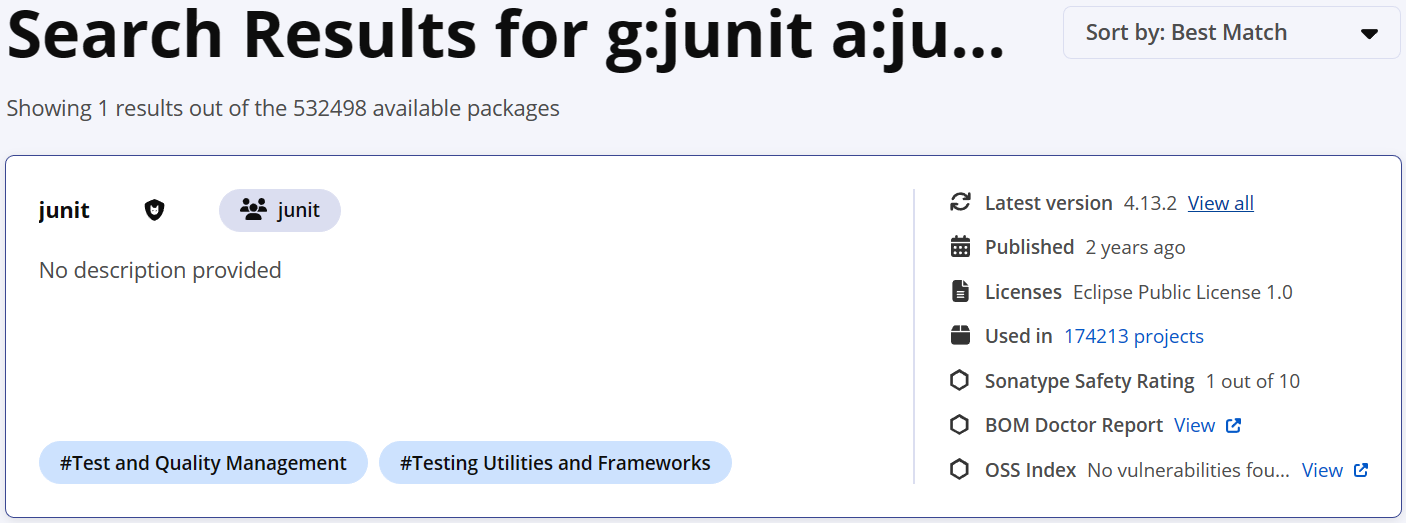 Search Results for g:junit a:ju...
Sort by: Best Match
Showing 1 results out of the 532498 available packages
junit
junit
No description provided
#Test and Quality Management
#Testing Utilities and Frameworks
Latest version 4.13.2 View all
Published 2 years ago
Licenses Eclipse Public License 1.0
Used in 174213 projects
Sonatype Safety Rating 1 out of 10
BOM Doctor Report View
OSS Index No vulnerabilities fou... View